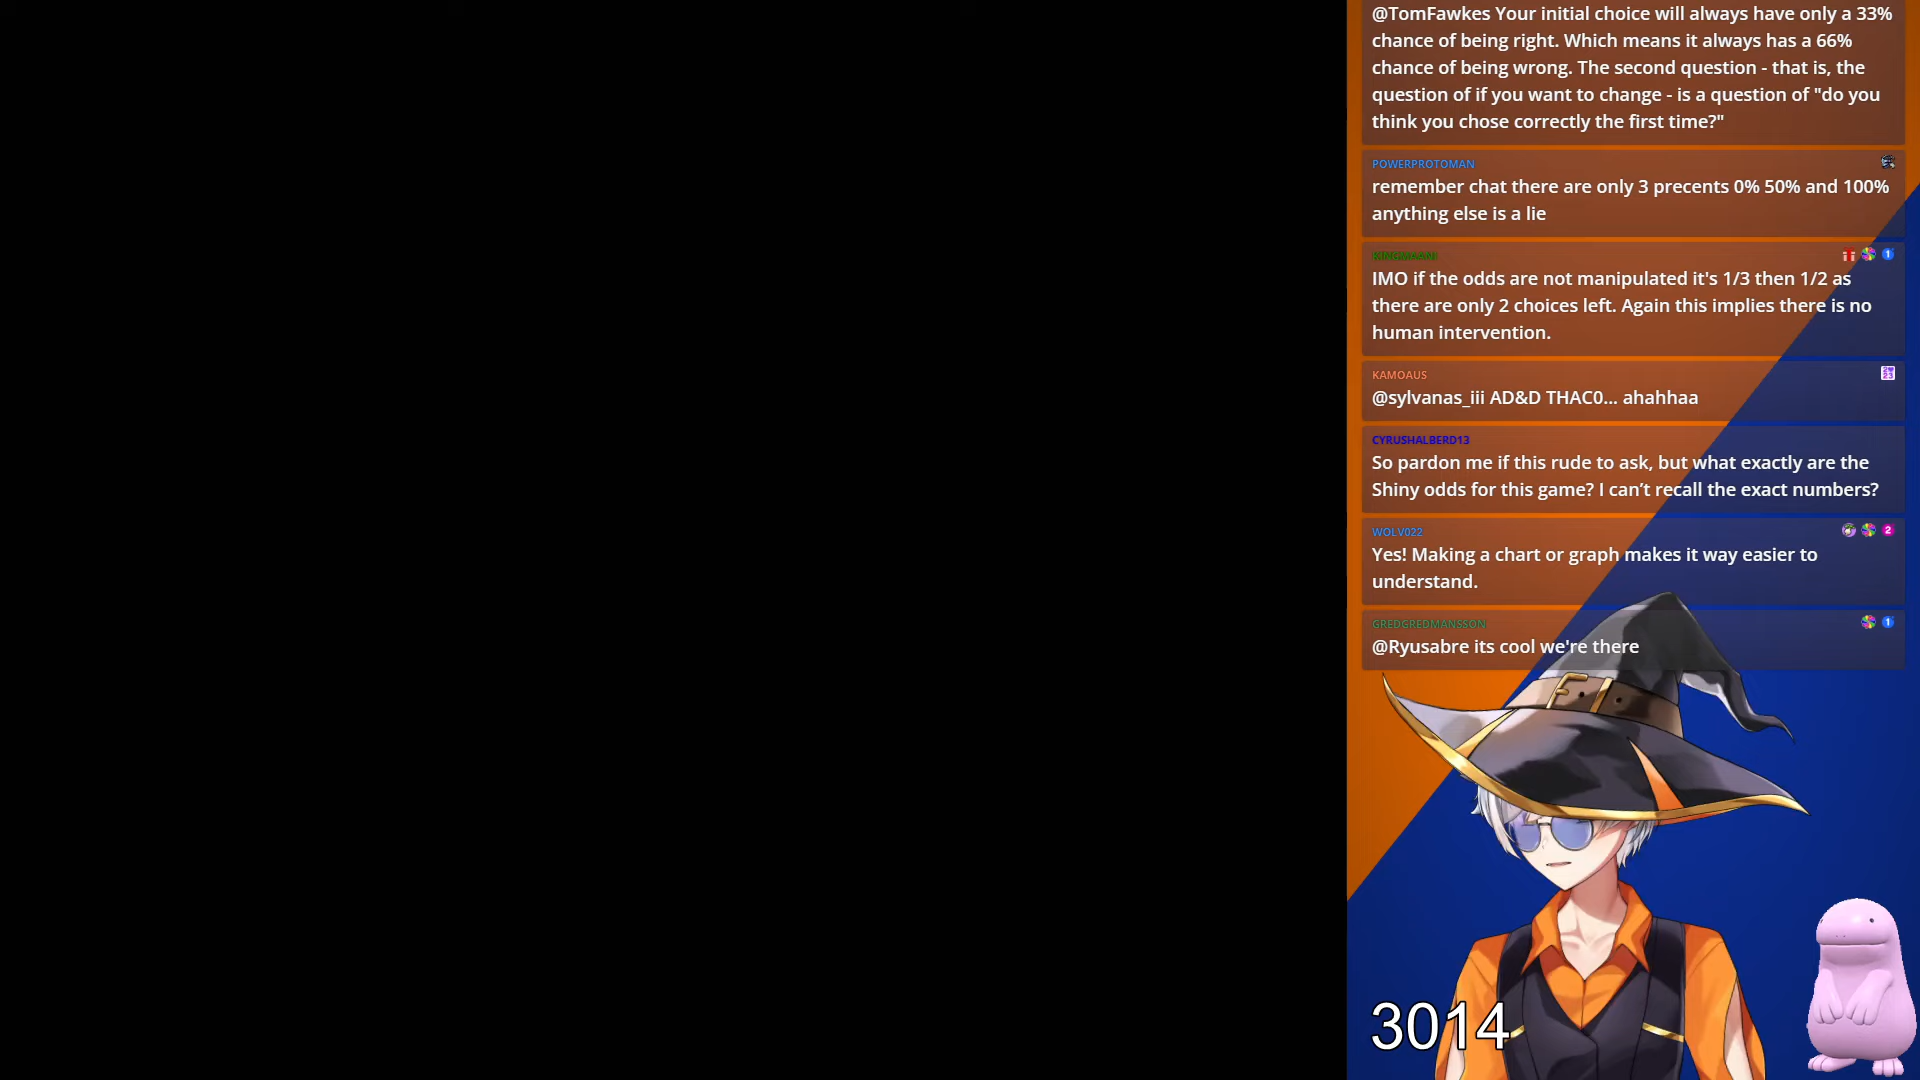 @TomFawkes Your initial choice will always have only a 33%
chance of being right. Which means it always has a 66%
chance of being wrong. The second question - that is, the
question of if you want to change - is a question of "do you
think you chose correctly the first time?"
POWERPROTOMAN
remember chat there are only 3 precents 0% 50% and 100%
anything else is a lie
IMO if the odds are not manipulated it's 1/3 then 1/2 as
there are only 2 choices left. Again this implies there is no
human intervention.
KAMOAUS
@sylvanas_iii AD&D THAC0... ahahhaa
CYRUSHALBERD13
So pardon me if this rude to ask, but what exactly are the
Shiny odds for this game? I can’t recall the exact numbers?
WOLV022
Yes! Making a chart or graph makes it way easier to
understand.
GREDGREDMANSSON
@Ryusabre its cool we're there
3014